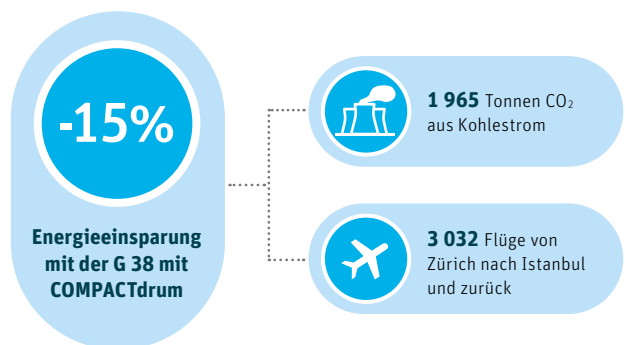 -15%
Energieeinsparung
mit der G 38 mit
COMPACTdrum
1 965 Tonnen CO₂
aus Kohlestrom
3 032 Flüge von
Zürich nach Istanbul
und zurück